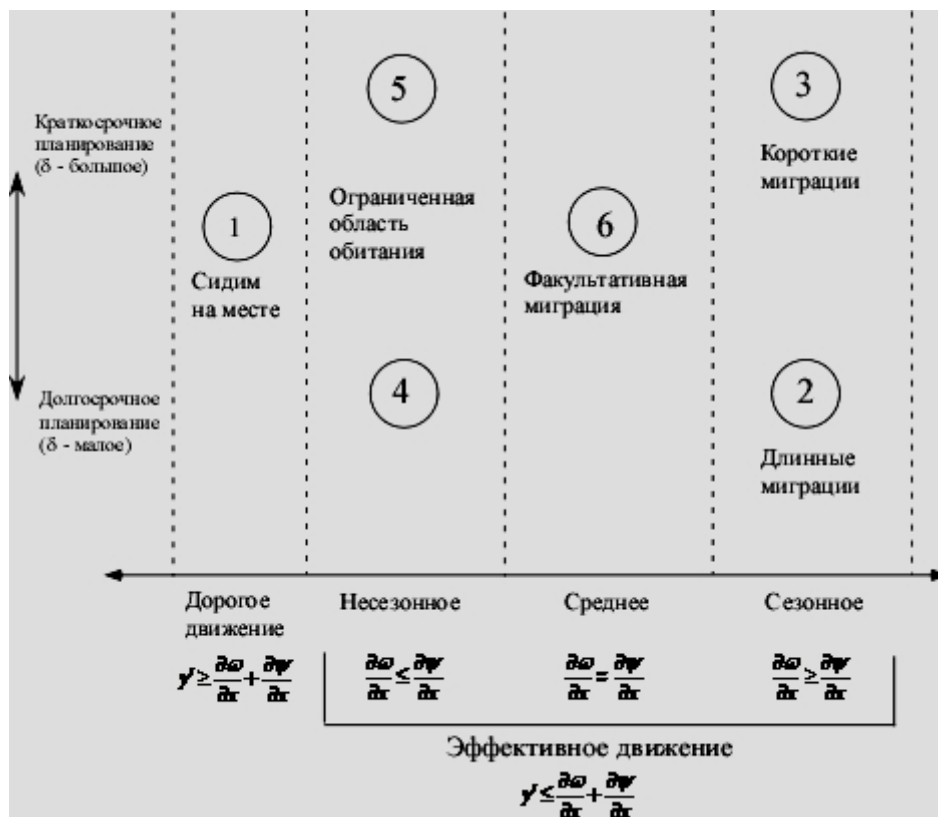 5
3
Краткосрочное
планирование
(δ - большое)
Короткие
миграции
1
Ограниченная
область
обитания
6
Сидим
на месте
Факультативная
миграция
Долгосрочное
планирование
(δ - малое)
4
2
Длинные
миграции
Дорогое
движение
Несезонное
Среднее
Сезонное
γ' ≥ ∂ϖ/∂x + ∂ψ/∂x
∂ϖ/∂x ≤ ∂ψ/∂x
∂ϖ/∂x = ∂ψ/∂x
∂ϖ/∂x ≥ ∂ψ/∂x
Эффективное движение
γ' ≤ ∂ϖ/∂x + ∂ψ/∂x